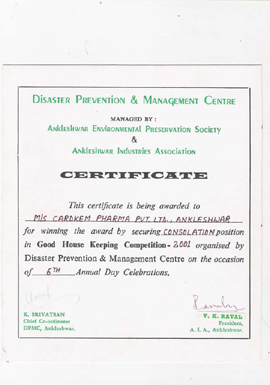 DISASTER PREVENTION & MANAGEMENT CENTRE
MANAGED BY :
ANKLESHWAR ENVIRONMENTAL PRESERVATION SOCIETY
&
ANKLESHWAR INDUSTRIES ASSOCIATION
CERTIFICATE
This certificate is being awarded to
M/S CAROKEM PHARMA PVT. LTD., ANKLESHWAR
for winning the award by securing CONSOLATION position
in Good House Keeping Competition - 2001 organised by
Disaster Prevention & Management Centre on the occasion
of 6TH Annual Day Celebrations.
K. SRIVATSAN
Chief Co-ordinator
DPMC, Ankleshwar.
V. K. RAVAL
President,
A. I. A., Ankleshwar.